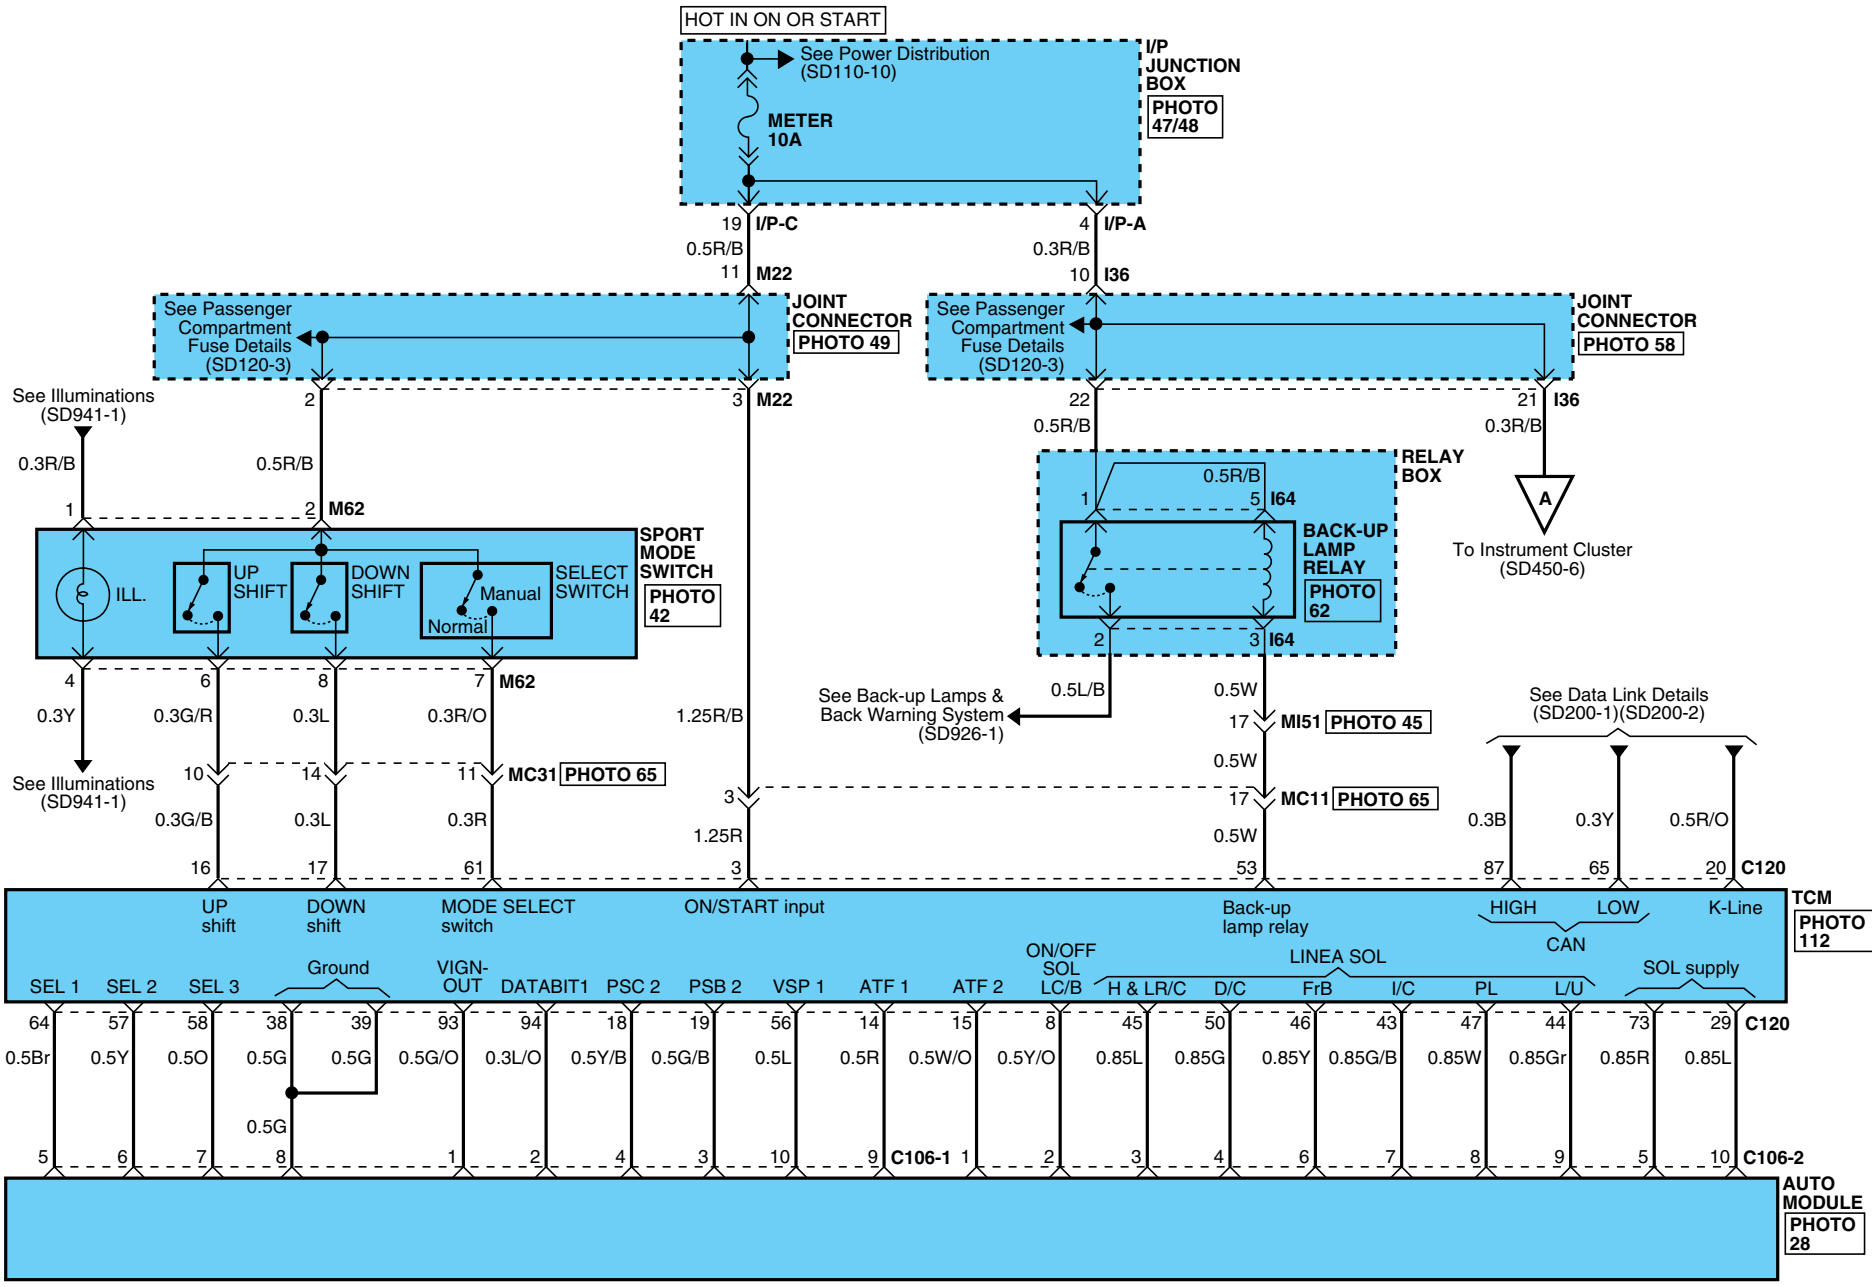 HOT IN ON OR START
See Power Distribution
(SD110-10)
I/P
JUNCTION
BOX
PHOTO
47/48
METER
10A
19 I/P-C
4 I/P-A
0.5R/B
0.3R/B
11 M22
10 I36
See Passenger
Compartment
Fuse Details
(SD120-3)
JOINT
CONNECTOR
PHOTO 49
See Passenger
Compartment
Fuse Details
(SD120-3)
JOINT
CONNECTOR
PHOTO 58
See Illuminations
(SD941-1)
2
3 M22
22
21 I36
0.3R/B
0.5R/B
0.5R/B
0.3R/B
1
2 M62
RELAY
BOX
0.5R/B
1
5 I64
A
To Instrument Cluster
(SD450-6)
SPORT
MODE
SWITCH
PHOTO
42
ILL.
UP
SHIFT
DOWN
SHIFT
SELECT
SWITCH
Manual
Normal
BACK-UP
LAMP
RELAY
PHOTO
62
2
3 I64
4
6
8
7 M62
0.3Y
0.3G/R
0.3L
0.3R/O
1.25R/B
0.5L/B
0.5W
See Back-up Lamps &
Back Warning System
(SD926-1)
17 MI51 PHOTO 45
See Data Link Details
(SD200-1)(SD200-2)
See Illuminations
(SD941-1)
10
14
11 MC31 PHOTO 65
0.5W
3
17 MC11 PHOTO 65
0.3G/B
0.3L
0.3R
1.25R
0.5W
0.3B
0.3Y
0.5R/O
16
17
61
3
53
87
65
20 C120
TCM
PHOTO
112
UP
shift
DOWN
shift
MODE SELECT
switch
ON/START input
Back-up
lamp relay
HIGH
LOW
K-Line
CAN
SEL 1
SEL 2
SEL 3
Ground
VIGN-
OUT
DATABIT1
PSC 2
PSB 2
VSP 1
ATF 1
ATF 2
ON/OFF
SOL
LC/B
LINEA SOL
H & LR/C
D/C
FrB
I/C
PL
L/U
SOL supply
64
57
58
38
39
93
94
18
19
56
14
15
8
45
50
46
43
47
44
73
29 C120
0.5Br
0.5Y
0.5O
0.5G
0.5G
0.5G/O
0.3L/O
0.5Y/B
0.5G/B
0.5L
0.5R
0.5W/O
0.5Y/O
0.85L
0.85G
0.85Y
0.85G/B
0.85W
0.85Gr
0.85R
0.85L
0.5G
5
6
7
8
1
2
4
3
10
9 C106-1
1
2
3
4
6
7
8
9
5
10 C106-2
AUTO
MODULE
PHOTO
28